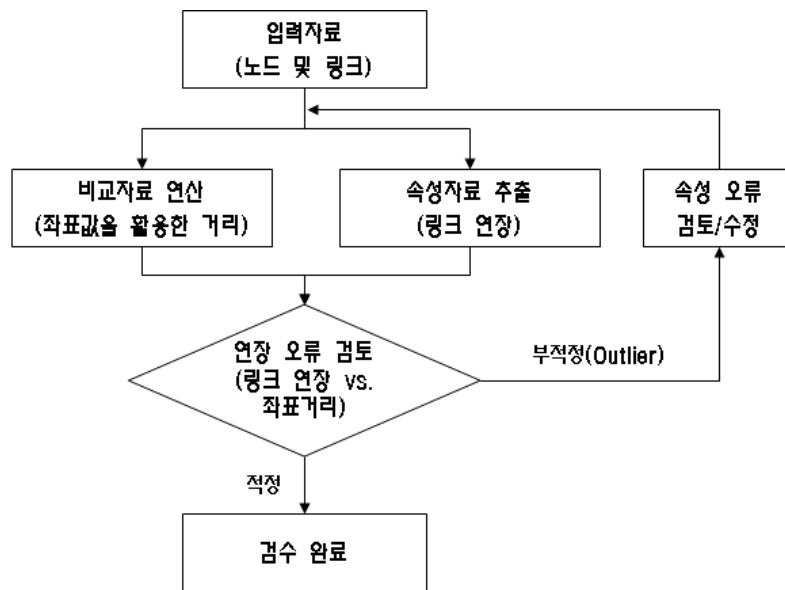 입력자료
(노드 및 링크)
비교자료 연산
(좌표값을 활용한 거리)
속성자료 추출
(링크 연장)
속성 오류
검토/수정
연장 오류 검토
(링크 연장 vs.
좌표거리)
부적정(Outlier)
적정
검수 완료